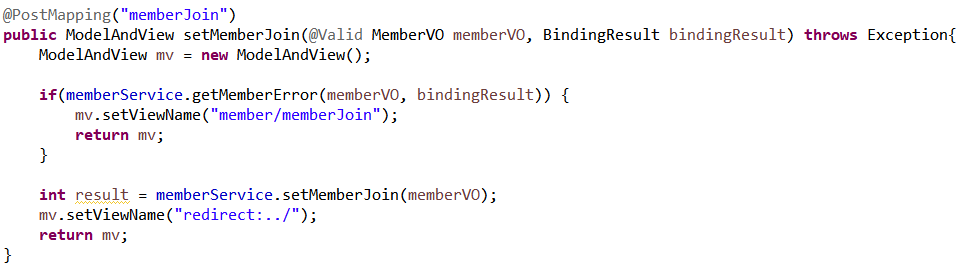 @PostMapping("memberJoin")
public ModelAndView setMemberJoin(@Valid MemberVO memberVO, BindingResult bindingResult) throws Exception{
    ModelAndView mv = new ModelAndView();

    if(memberService.getMemberError(memberVO, bindingResult)) {
        mv.setViewName("member/memberJoin");
        return mv;
    }

    int result = memberService.setMemberJoin(memberVO);
    mv.setViewName("redirect:../");
    return mv;
}